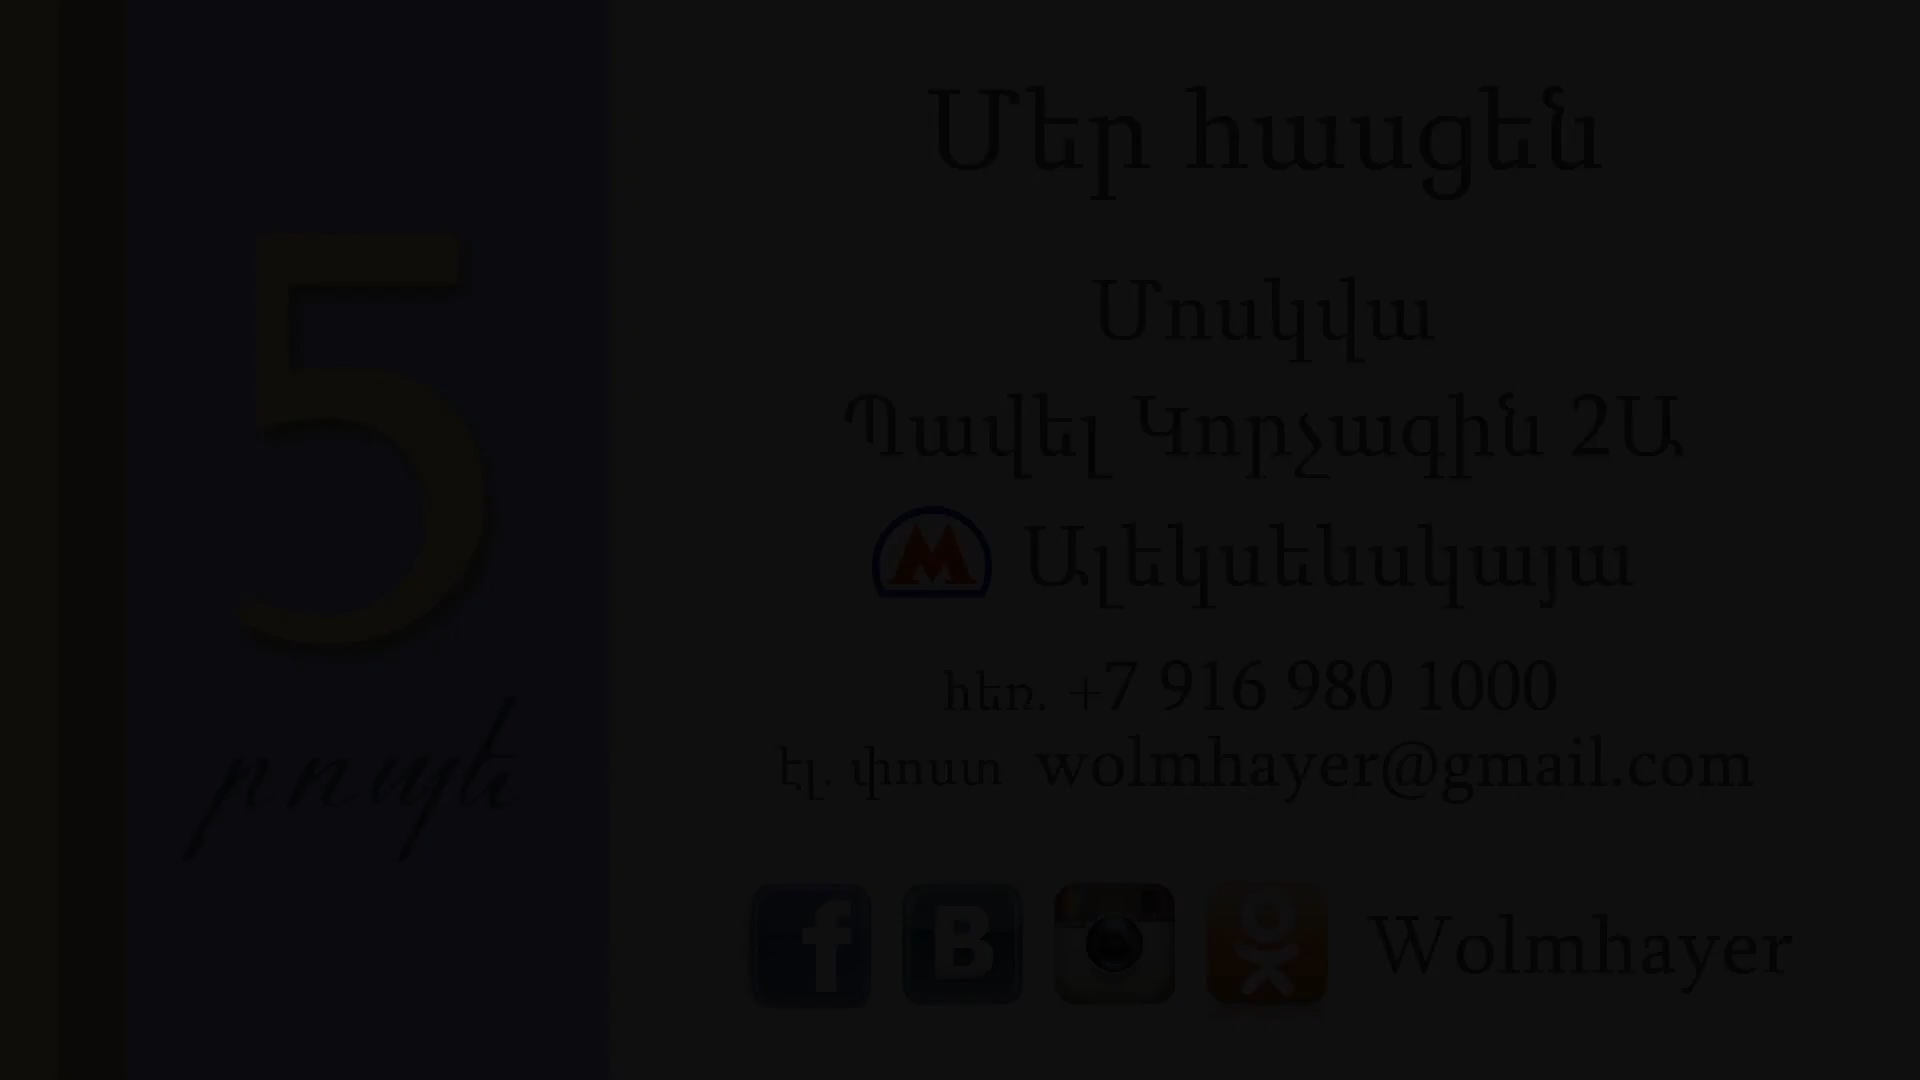 5
րոպե
Մեր հասցեն
Մոսկվա
Պավել Կորչագին 2Ա
M Ալեկսեևսկայա
հեռ. +7 916 980 1000
էլ. փոստ wolmhayer@gmail.com
f B Wolmhayer